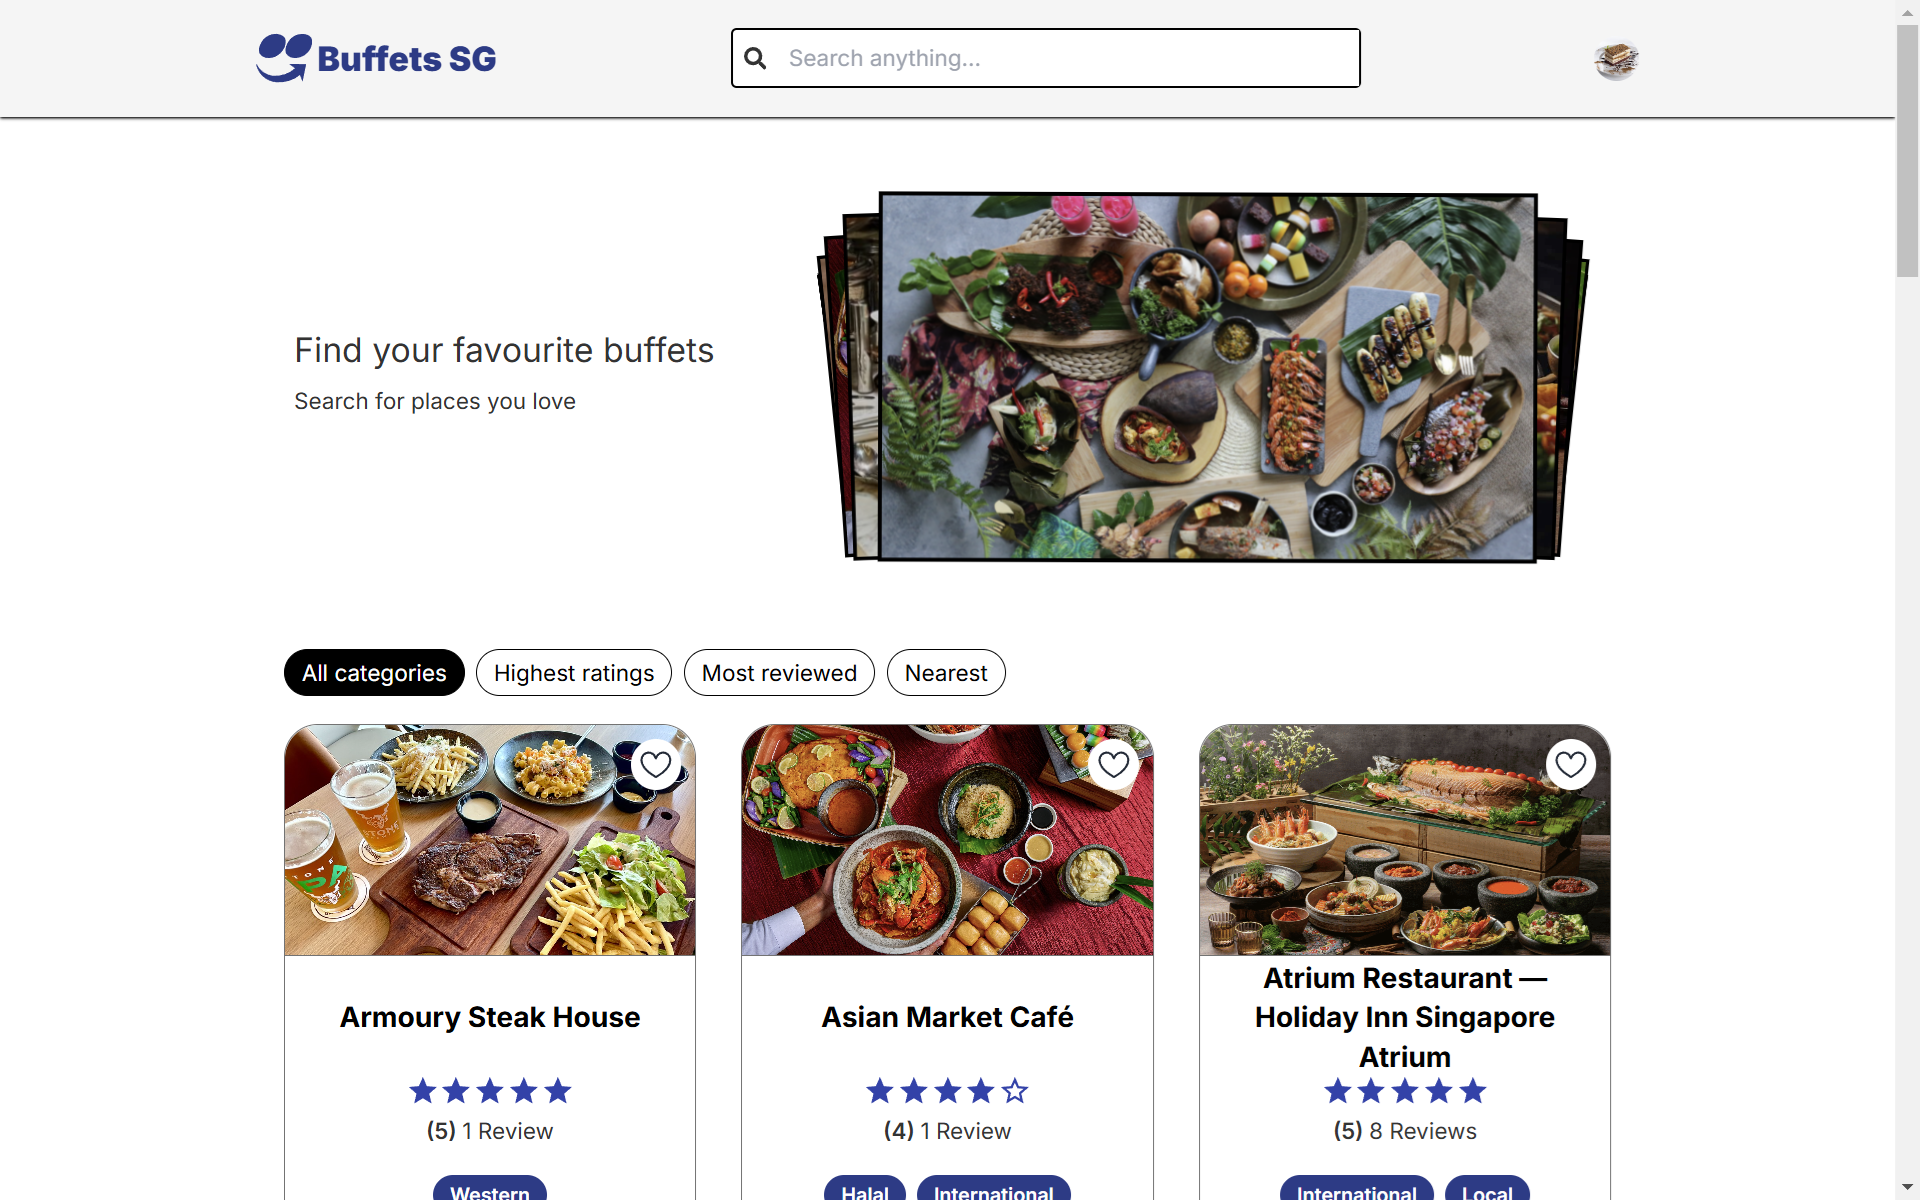 Buffets SG
Search anything...
Find your favourite buffets
Search for places you love
All categories
Highest ratings
Most reviewed
Nearest
Armoury Steak House
(5) 1 Review
Western
Asian Market Café
(4) 1 Review
Halal
International
Atrium Restaurant —
Holiday Inn Singapore
Atrium
(5) 8 Reviews
International
Local